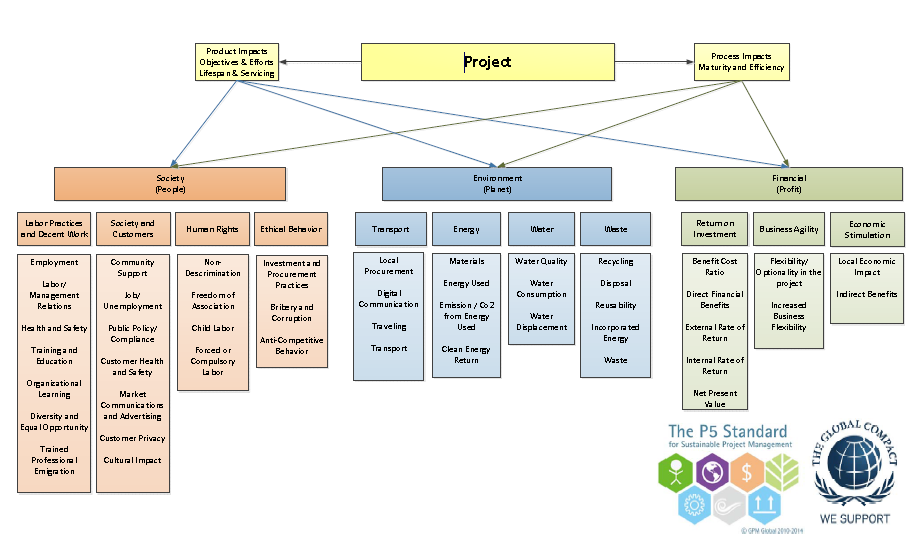 Product Impacts
Objectives & Efforts
Lifespan & Servicing
Project
Process Impacts
Maturity and Efficiency
Society
(People)
Environment
(Planet)
Financial
(Profit)
Labor Practices
and Decent Work
Society and
Customers
Human Rights
Ethical Behavior
Transport
Energy
Water
Waste
Return on
Investment
Business Agility
Economic
Stimulation
Employment
Labor/
Management
Relations
Health and Safety
Training and
Education
Organizational
Learning
Diversity and
Equal Opportunity
Trained
Professional
Emigration
Community
Support
Job/
Unemployment
Public Policy/
Compliance
Customer Health
and Safety
Market
Communications
and Advertising
Customer Privacy
Cultural Impact
Non-
Discrimination
Freedom of
Association
Child Labor
Forced or
Compulsory
Labor
Investment and
Procurement
Practices
Bribery and
Corruption
Anti-Competitive
Behavior
Local
Procurement
Digital
Communication
Traveling
Transport
Materials
Energy Used
Emission / Co2
from Energy
Used
Clean Energy
Return
Water Quality
Water
Consumption
Water
Displacement
Recycling
Disposal
Reusability
Incorporated
Energy
Waste
Benefit Cost
Ratio
Direct Financial
Benefits
External Rate of
Return
Internal Rate of
Return
Net Present
Value
Flexibility/
Optionality in the
project
Increased
Business
Flexibility
Local Economic
Impact
Indirect Benefits
The P5 Standard
for Sustainable Project Management
$
© GPM Global 2010-2014
THE GLOBAL COMPACT
WE SUPPORT